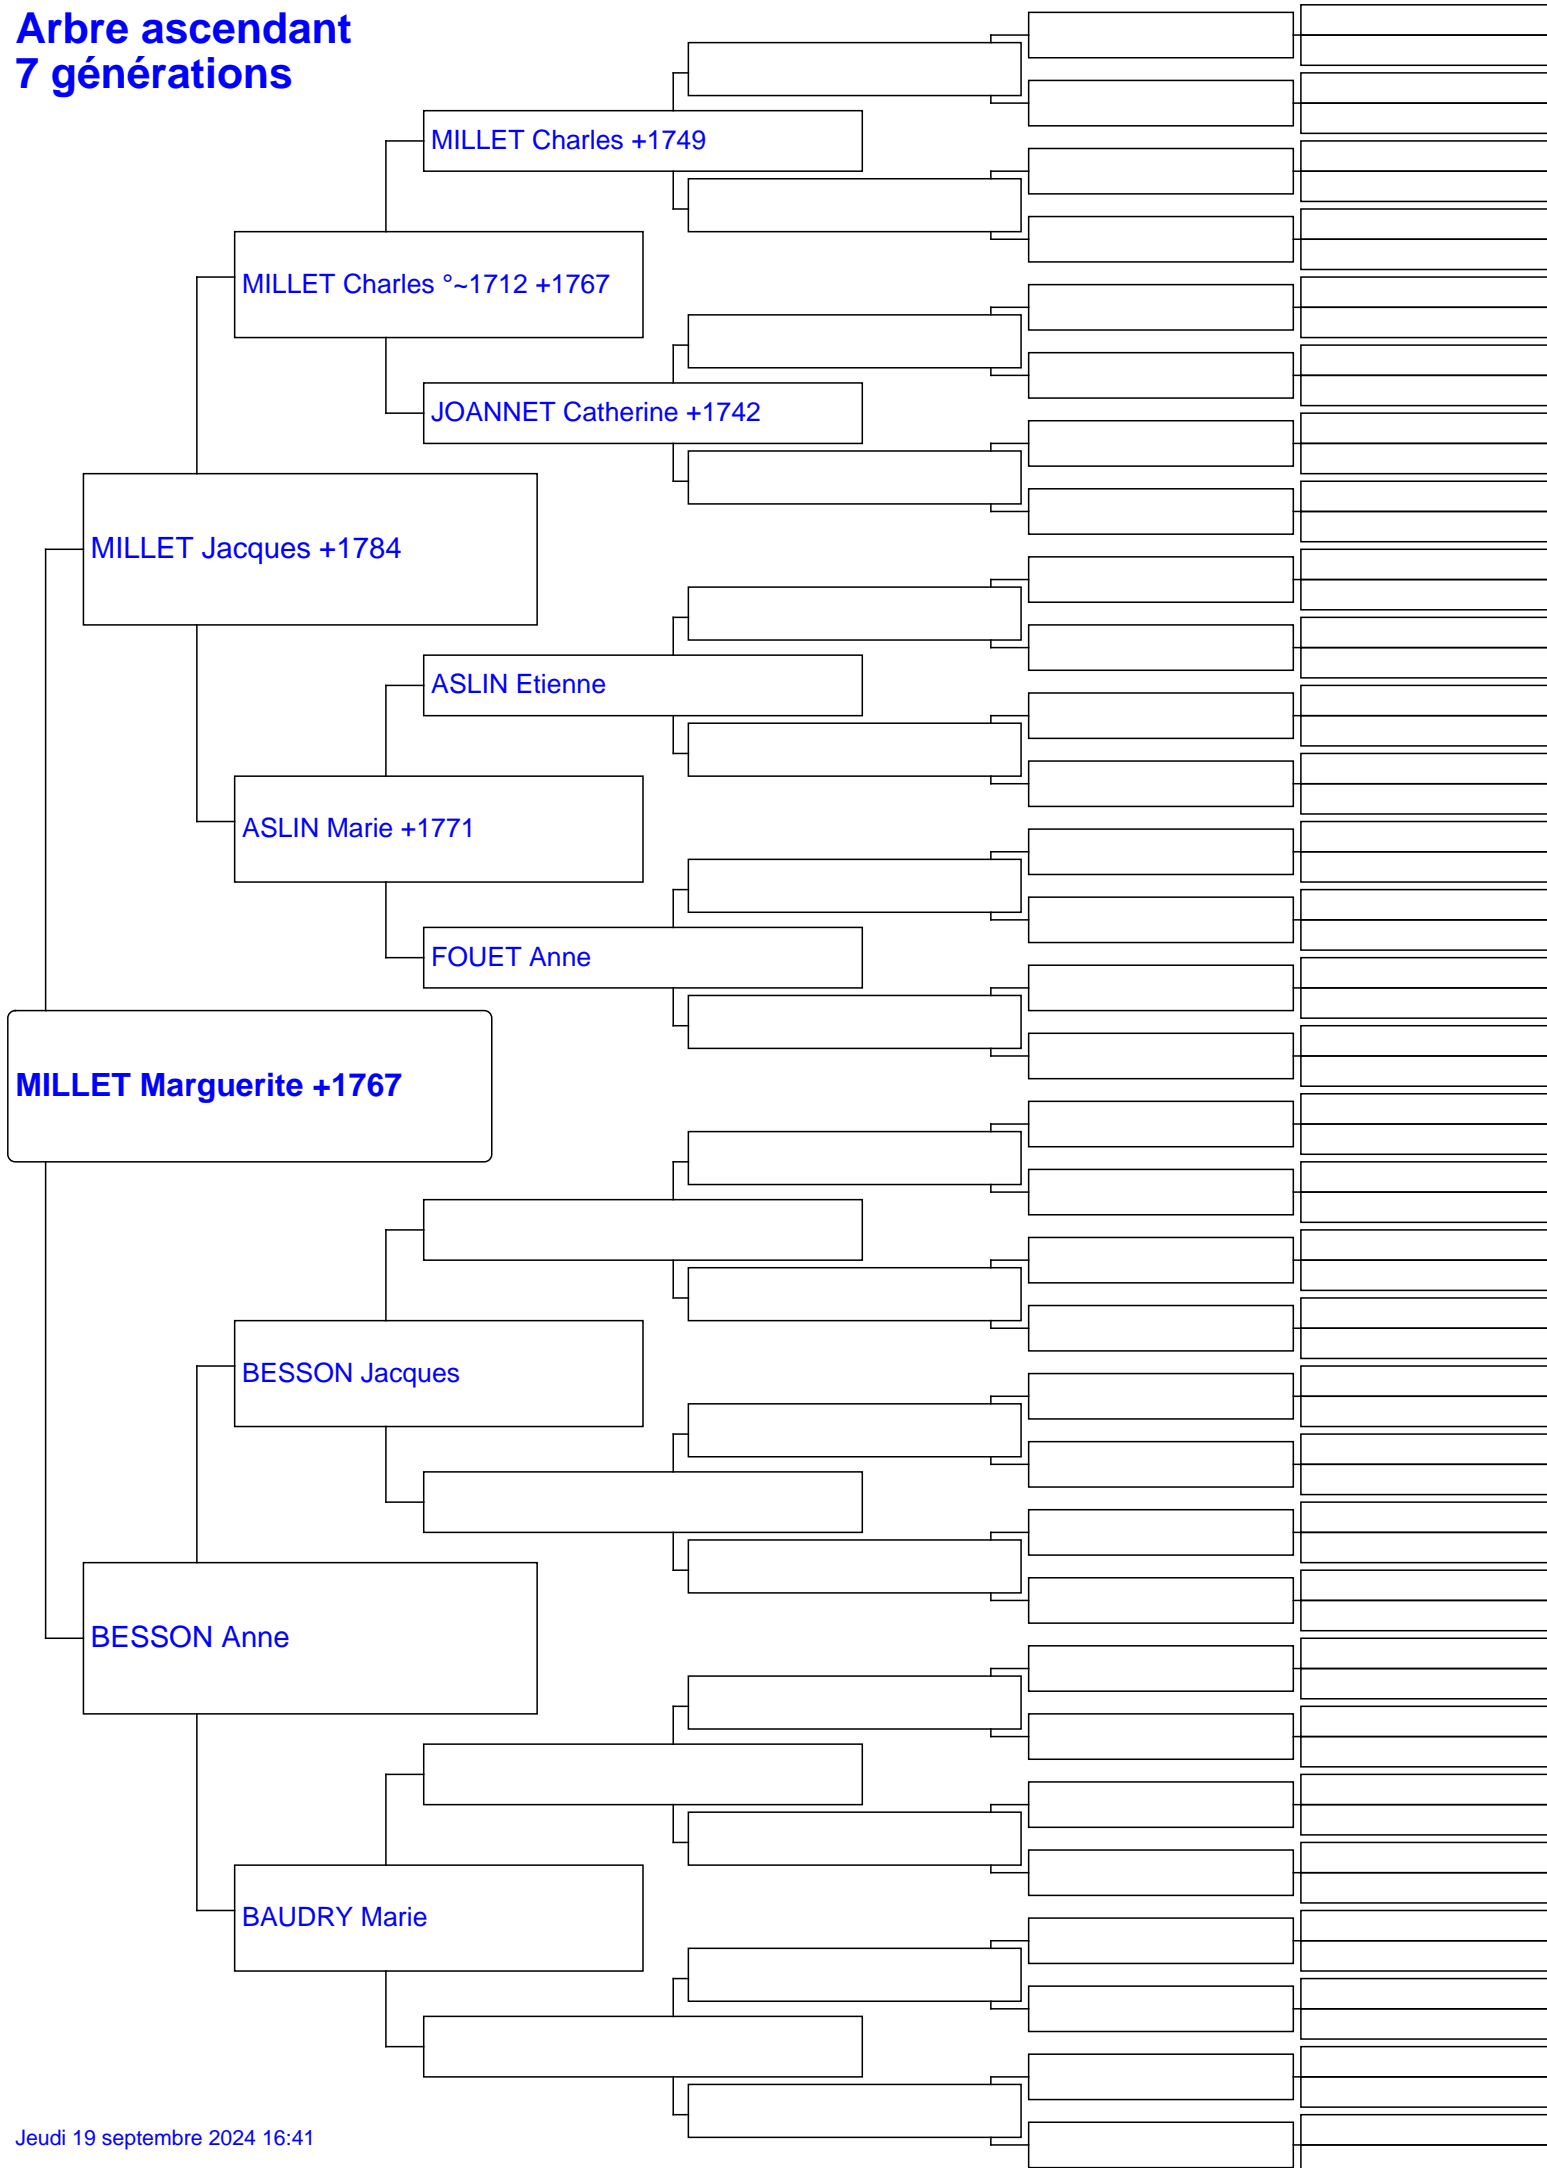 Arbre ascendant
7 générations
MILLET Charles +1749
MILLET Charles °~1712 +1767
JOANNET Catherine +1742
MILLET Jacques +1784
ASLIN Etienne
ASLIN Marie +1771
FOUET Anne
MILLET Marguerite +1767
BESSON Jacques
BESSON Anne
BAUDRY Marie
Jeudi 19 septembre 2024 16:41